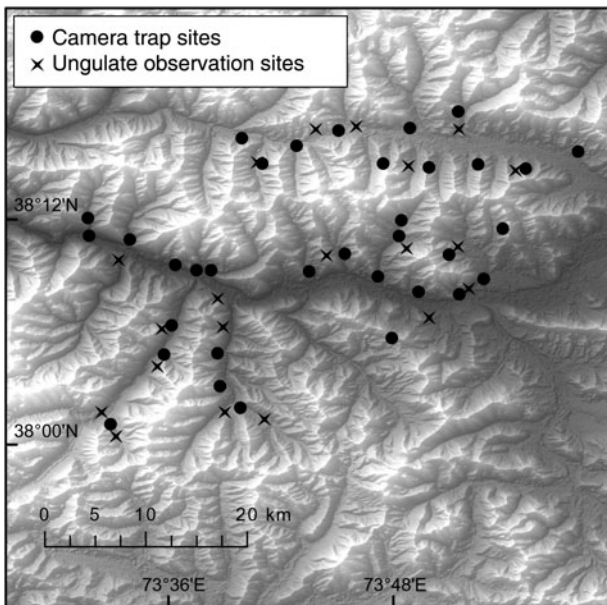 Camera trap sites
Ungulate observation sites
38°12'N
38°00'N
0 5 10 20 km
73°36'E 73°48'E